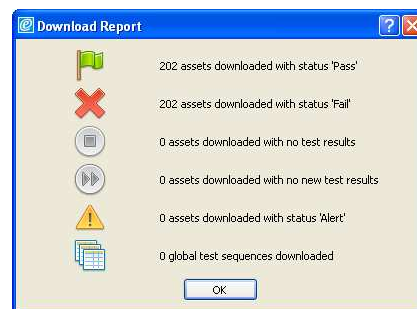 Download Report
202 assets downloaded with status 'Pass'
202 assets downloaded with status 'Fail'
0 assets downloaded with no test results
0 assets downloaded with no new test results
0 assets downloaded with status 'Alert'
0 global test sequences downloaded
OK